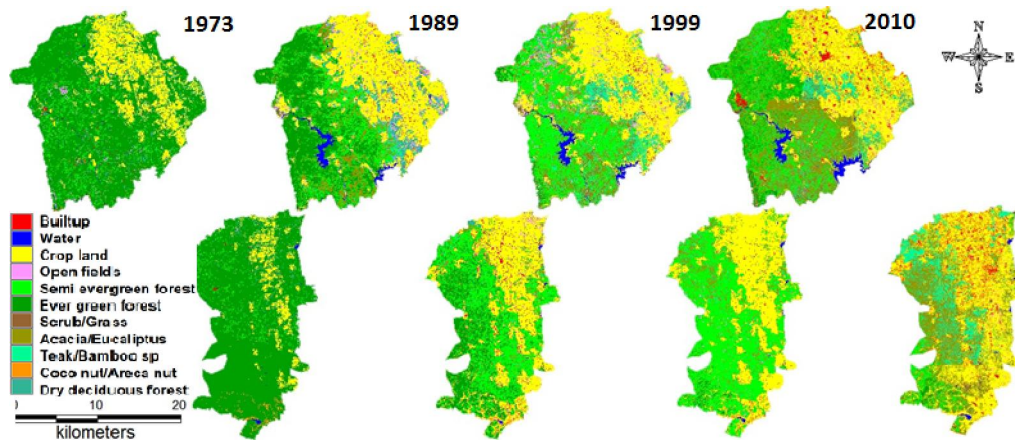 1973
1989
1999
2010
N
W E
S
Builtup
Water
Crop land
Open fields
Semi evergreen forest
Ever green forest
Scrub/Grass
Acacia/Eucaliptus
Teak/Bamboo sp
Coco nut/Areca nut
Dry deciduous forest
0 10 20
kilometers